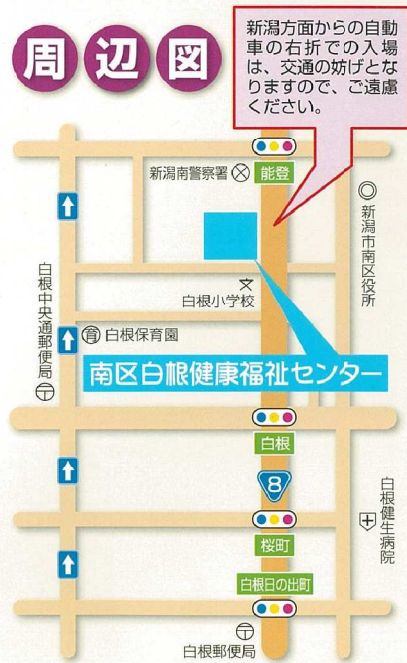 周辺図
新潟方面からの自動
車の右折での入場
は、交通の妨げとな
りますので、ご遠慮
ください。
新潟南警察署
能登
新潟市南区役所
文
白根小学校
白根中央通郵便局
育
白根保育園
南区白根健康福祉センター
白根
8
桜町
白根健生病院
白根日の出町
白根郵便局